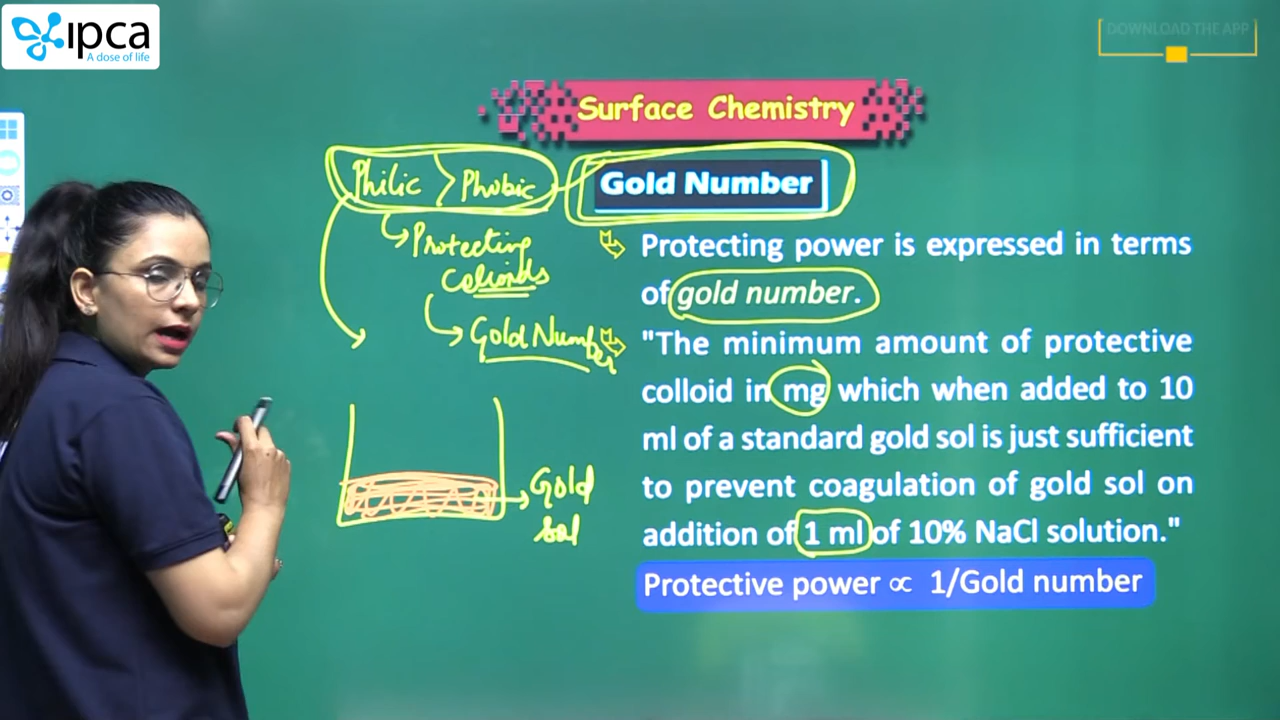 ipca
A dose of life
DOWNLOAD THE APP
Surface Chemistry
Philic > Phobic
Gold Number
Protecting
Colloids
Gold Number
Protecting power is expressed in terms
of gold number.
"The minimum amount of protective
colloid in mg which when added to 10
ml of a standard gold sol is just sufficient
to prevent coagulation of gold sol on
addition of 1 ml of 10% NaCl solution."
Gold
Sol
Protective power ∝ 1/Gold number